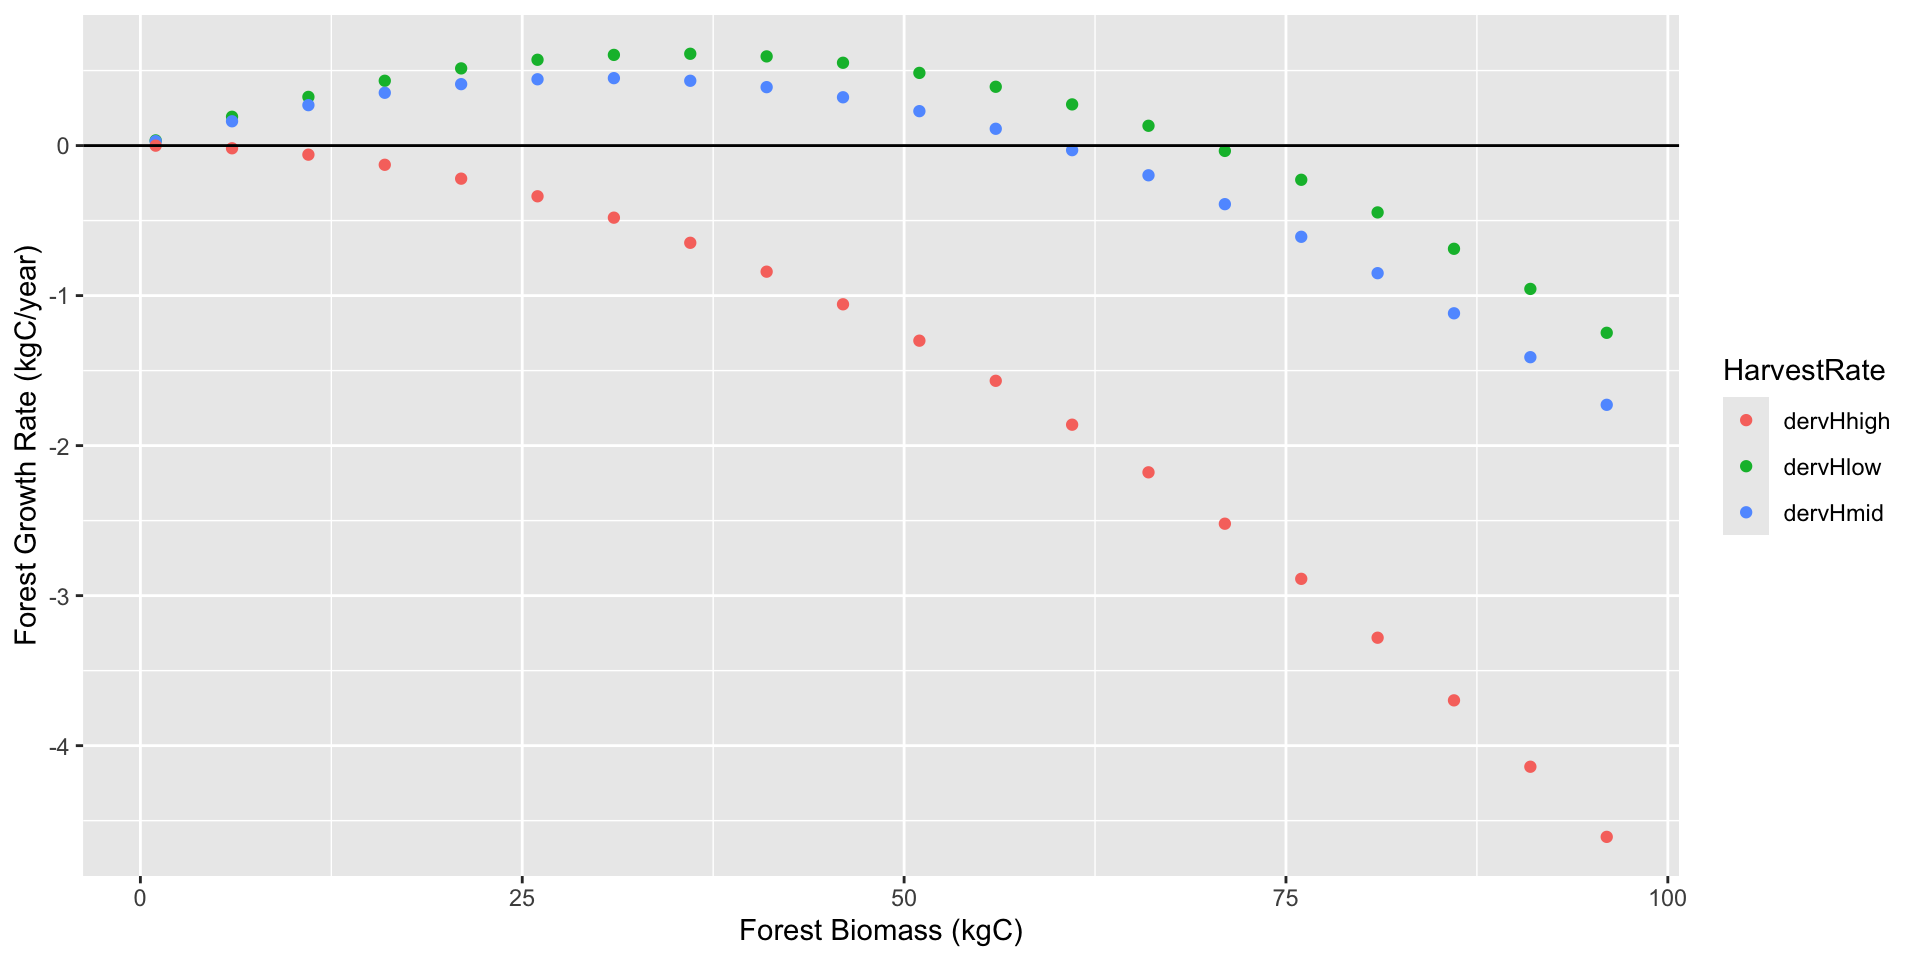 0
-1
-2
-3
-4
0 25 50 75 100
Forest Biomass (kgC)
Forest Growth Rate (kgC/year)
HarvestRate
dervHhigh
dervHlow
dervHmid